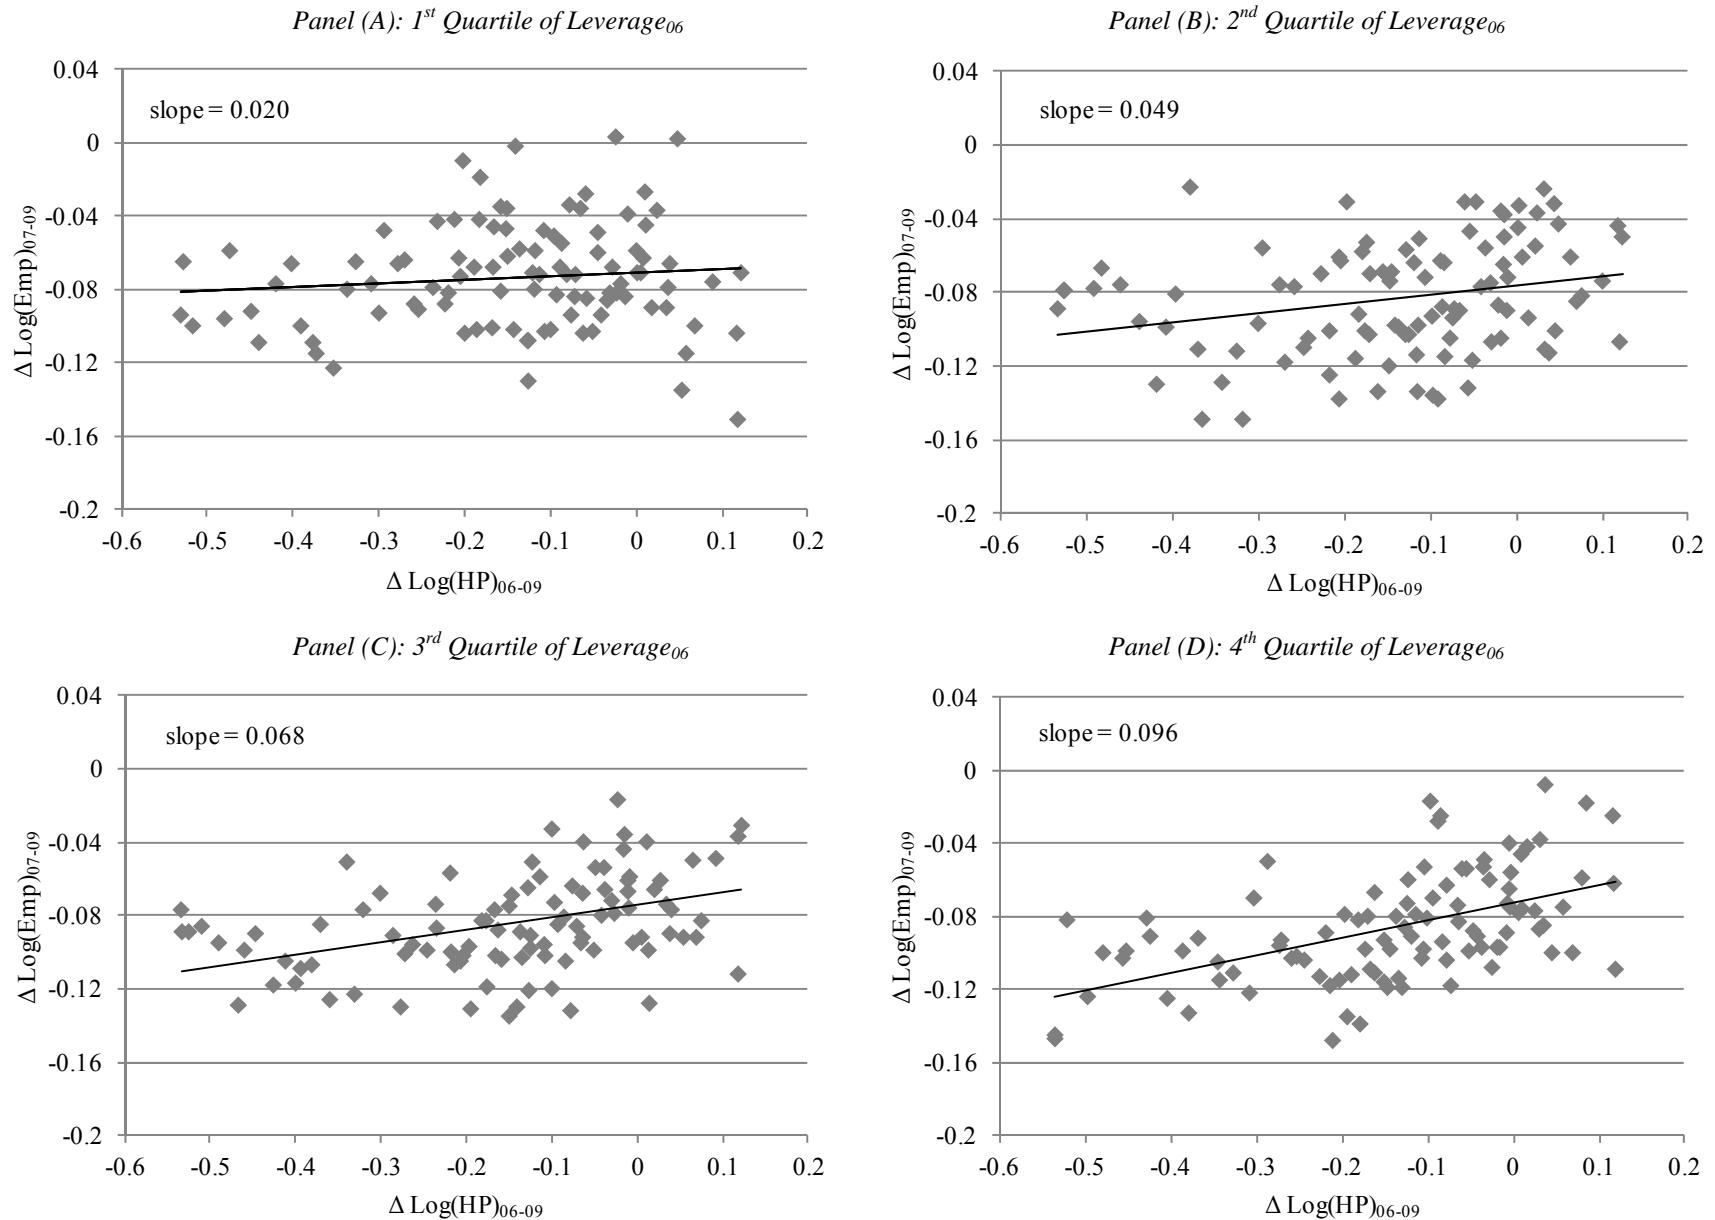 Panel (A): 1st Quartile of Leverage06
0.04
0
-0.04
-0.08
-0.12
-0.16
-0.2
slope = 0.020
Δ Log(Emp)07-09
-0.6 -0.5 -0.4 -0.3 -0.2 -0.1 0 0.1 0.2
Δ Log(HP)06-09
Panel (B): 2nd Quartile of Leverage06
0.04
0
-0.04
-0.08
-0.12
-0.16
-0.2
slope = 0.049
Δ Log(Emp)07-09
-0.6 -0.5 -0.4 -0.3 -0.2 -0.1 0 0.1 0.2
Δ Log(HP)06-09
Panel (C): 3rd Quartile of Leverage06
0.04
0
-0.04
-0.08
-0.12
-0.16
-0.2
slope = 0.068
Δ Log(Emp)07-09
-0.6 -0.5 -0.4 -0.3 -0.2 -0.1 0 0.1 0.2
Δ Log(HP)06-09
Panel (D): 4th Quartile of Leverage06
0.04
0
-0.04
-0.08
-0.12
-0.16
-0.2
slope = 0.096
Δ Log(Emp)07-09
-0.6 -0.5 -0.4 -0.3 -0.2 -0.1 0 0.1 0.2
Δ Log(HP)06-09